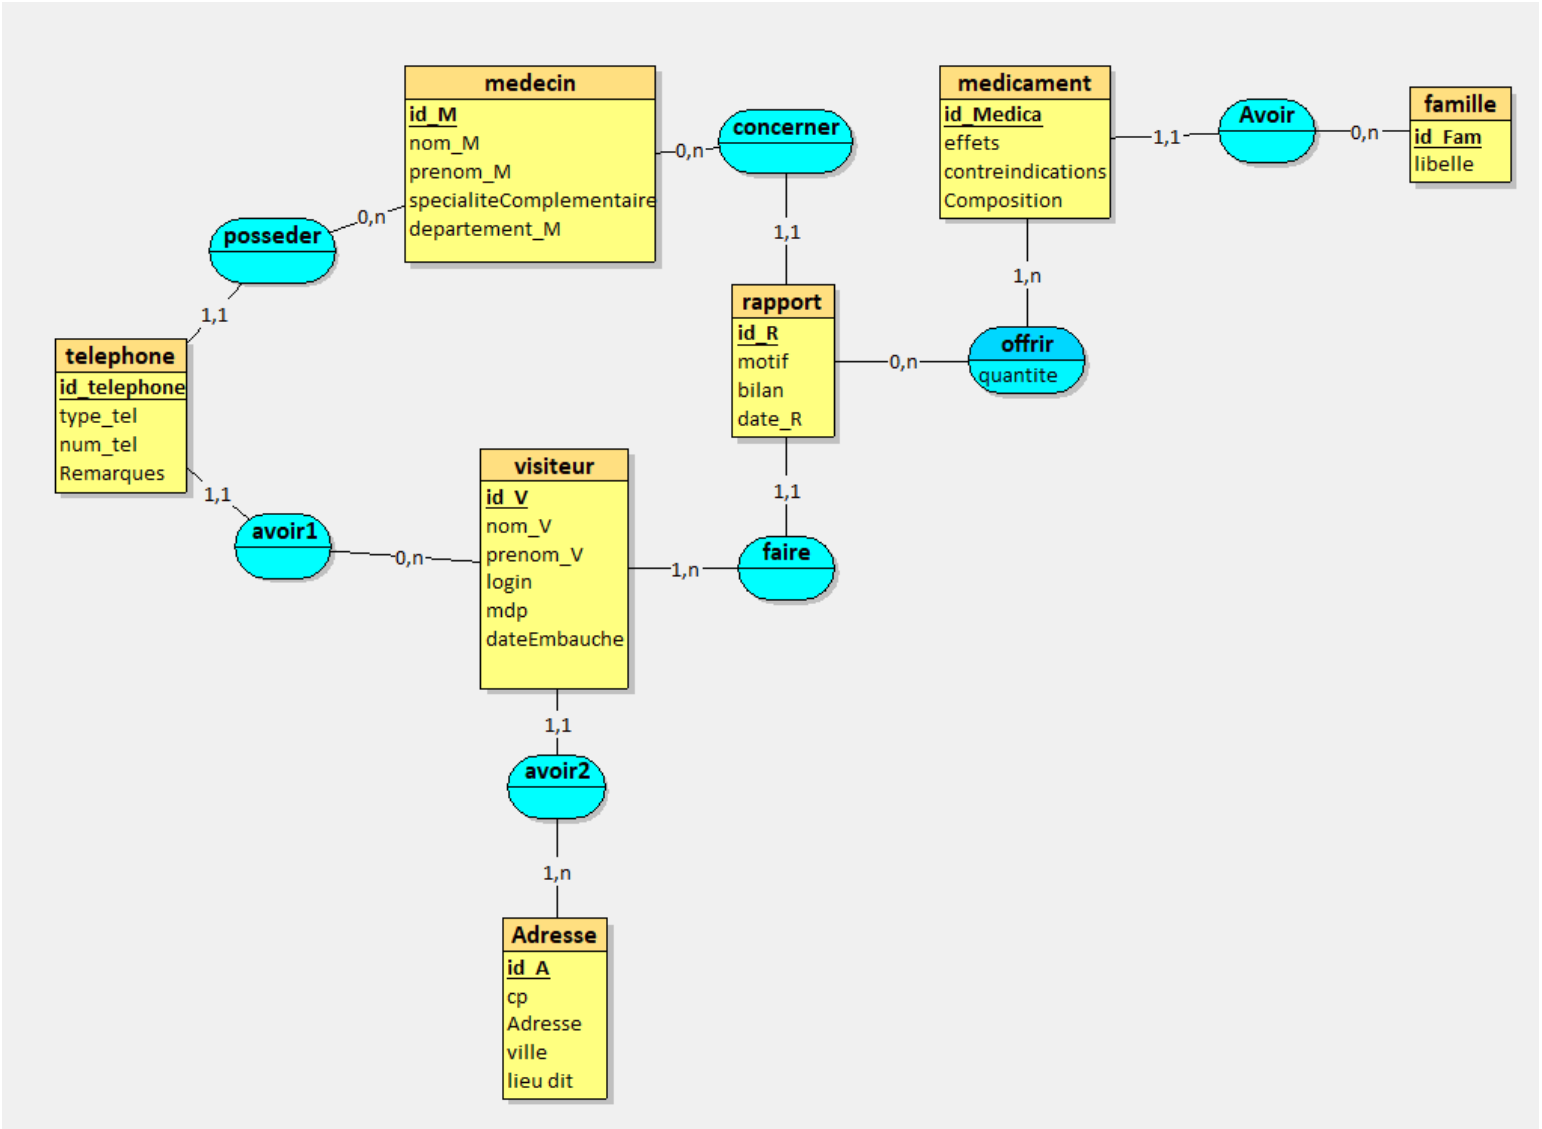 medecin
id_M
nom_M
prenom_M
specialiteComplementaire
departement_M
0,n
concerner
1,1
medicament
id_Medica
effets
contreindications
Composition
1,1
Avoir
0,n
famille
id_Fam
libelle
0,n
posseder
1,1
telephone
id_telephone
type_tel
num_tel
Remarques
1,1
avoir1
0,n
rapport
id_R
motif
bilan
date_R
0,n
1,n
offrir
quantite
1,1
faire
1,n
visiteur
id_V
nom_V
prenom_V
login
mdp
dateEmbauche
1,1
avoir2
1,n
Adresse
id_A
cp
Adresse
ville
lieu dit